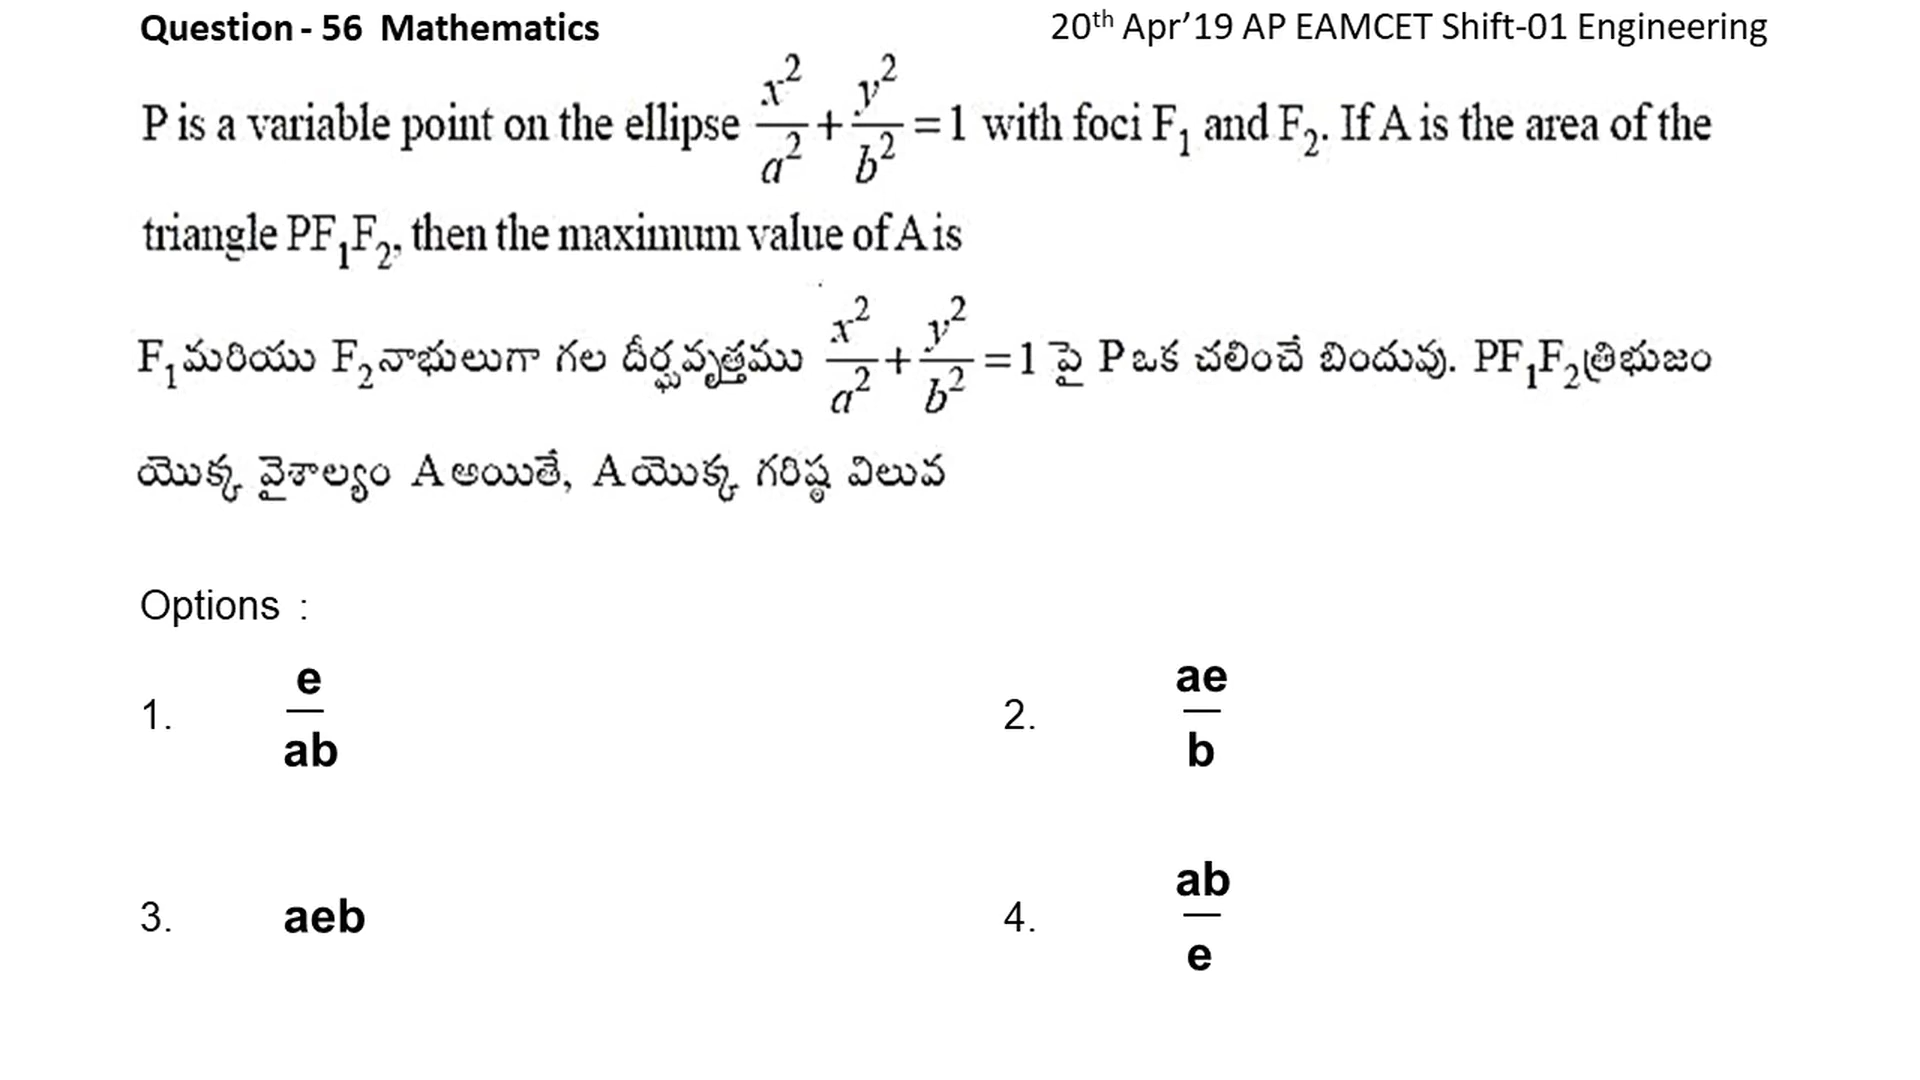 Question - 56 Mathematics 20th Apr'19 AP EAMCET Shift-01 Engineering
P is a variable point on the ellipse x²/a² + y²/b² = 1 with foci F₁ and F₂. If A is the area of the
triangle PF₁F₂, then the maximum value of A is
F₁ మరియు F₂ నాభులుగా గల దీర్ఘవృత్తము x²/a² + y²/b² = 1 పై P ఒక చలించే బిందువు. PF₁F₂ త్రిభుజం
యొక్క వైశాల్యం A అయితే, A యొక్క గరిష్ఠ విలువ
Options :
1. e/ab 2. ae/b
3. aeb 4. ab/e